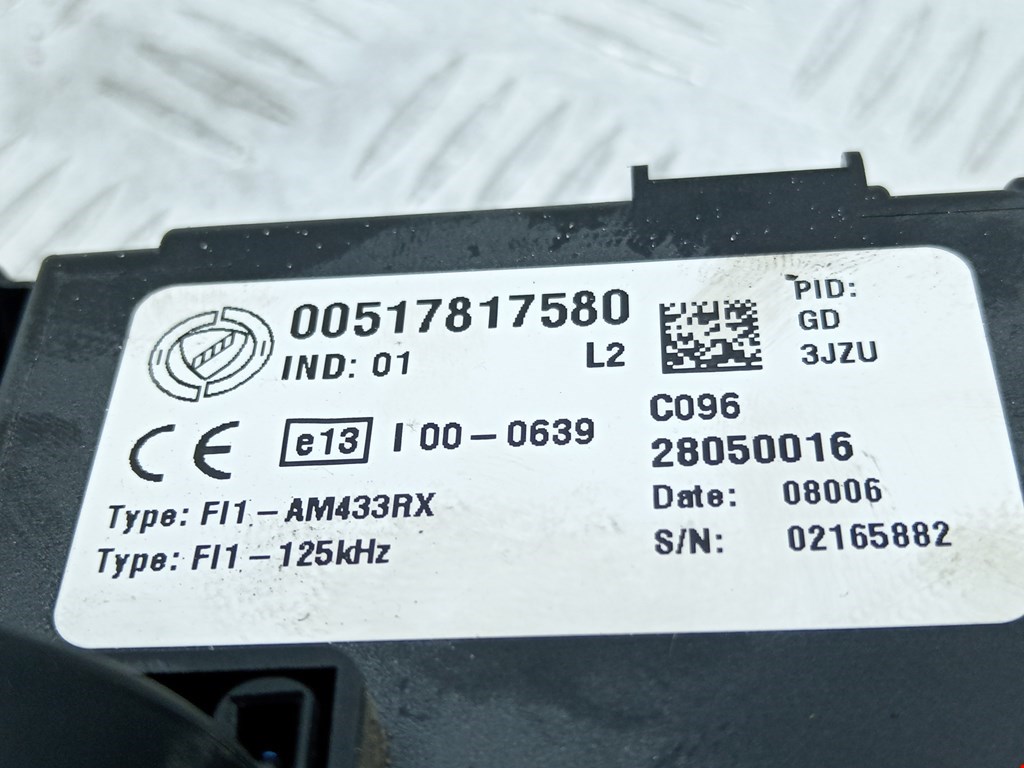 00517817580
IND: 01 L2
PID:
GD
3JZU
CE e13 I 00-0639
C096
28050016
Type: FI1-AM433RX
Date: 08006
Type: FI1-125kHz
S/N: 02165882